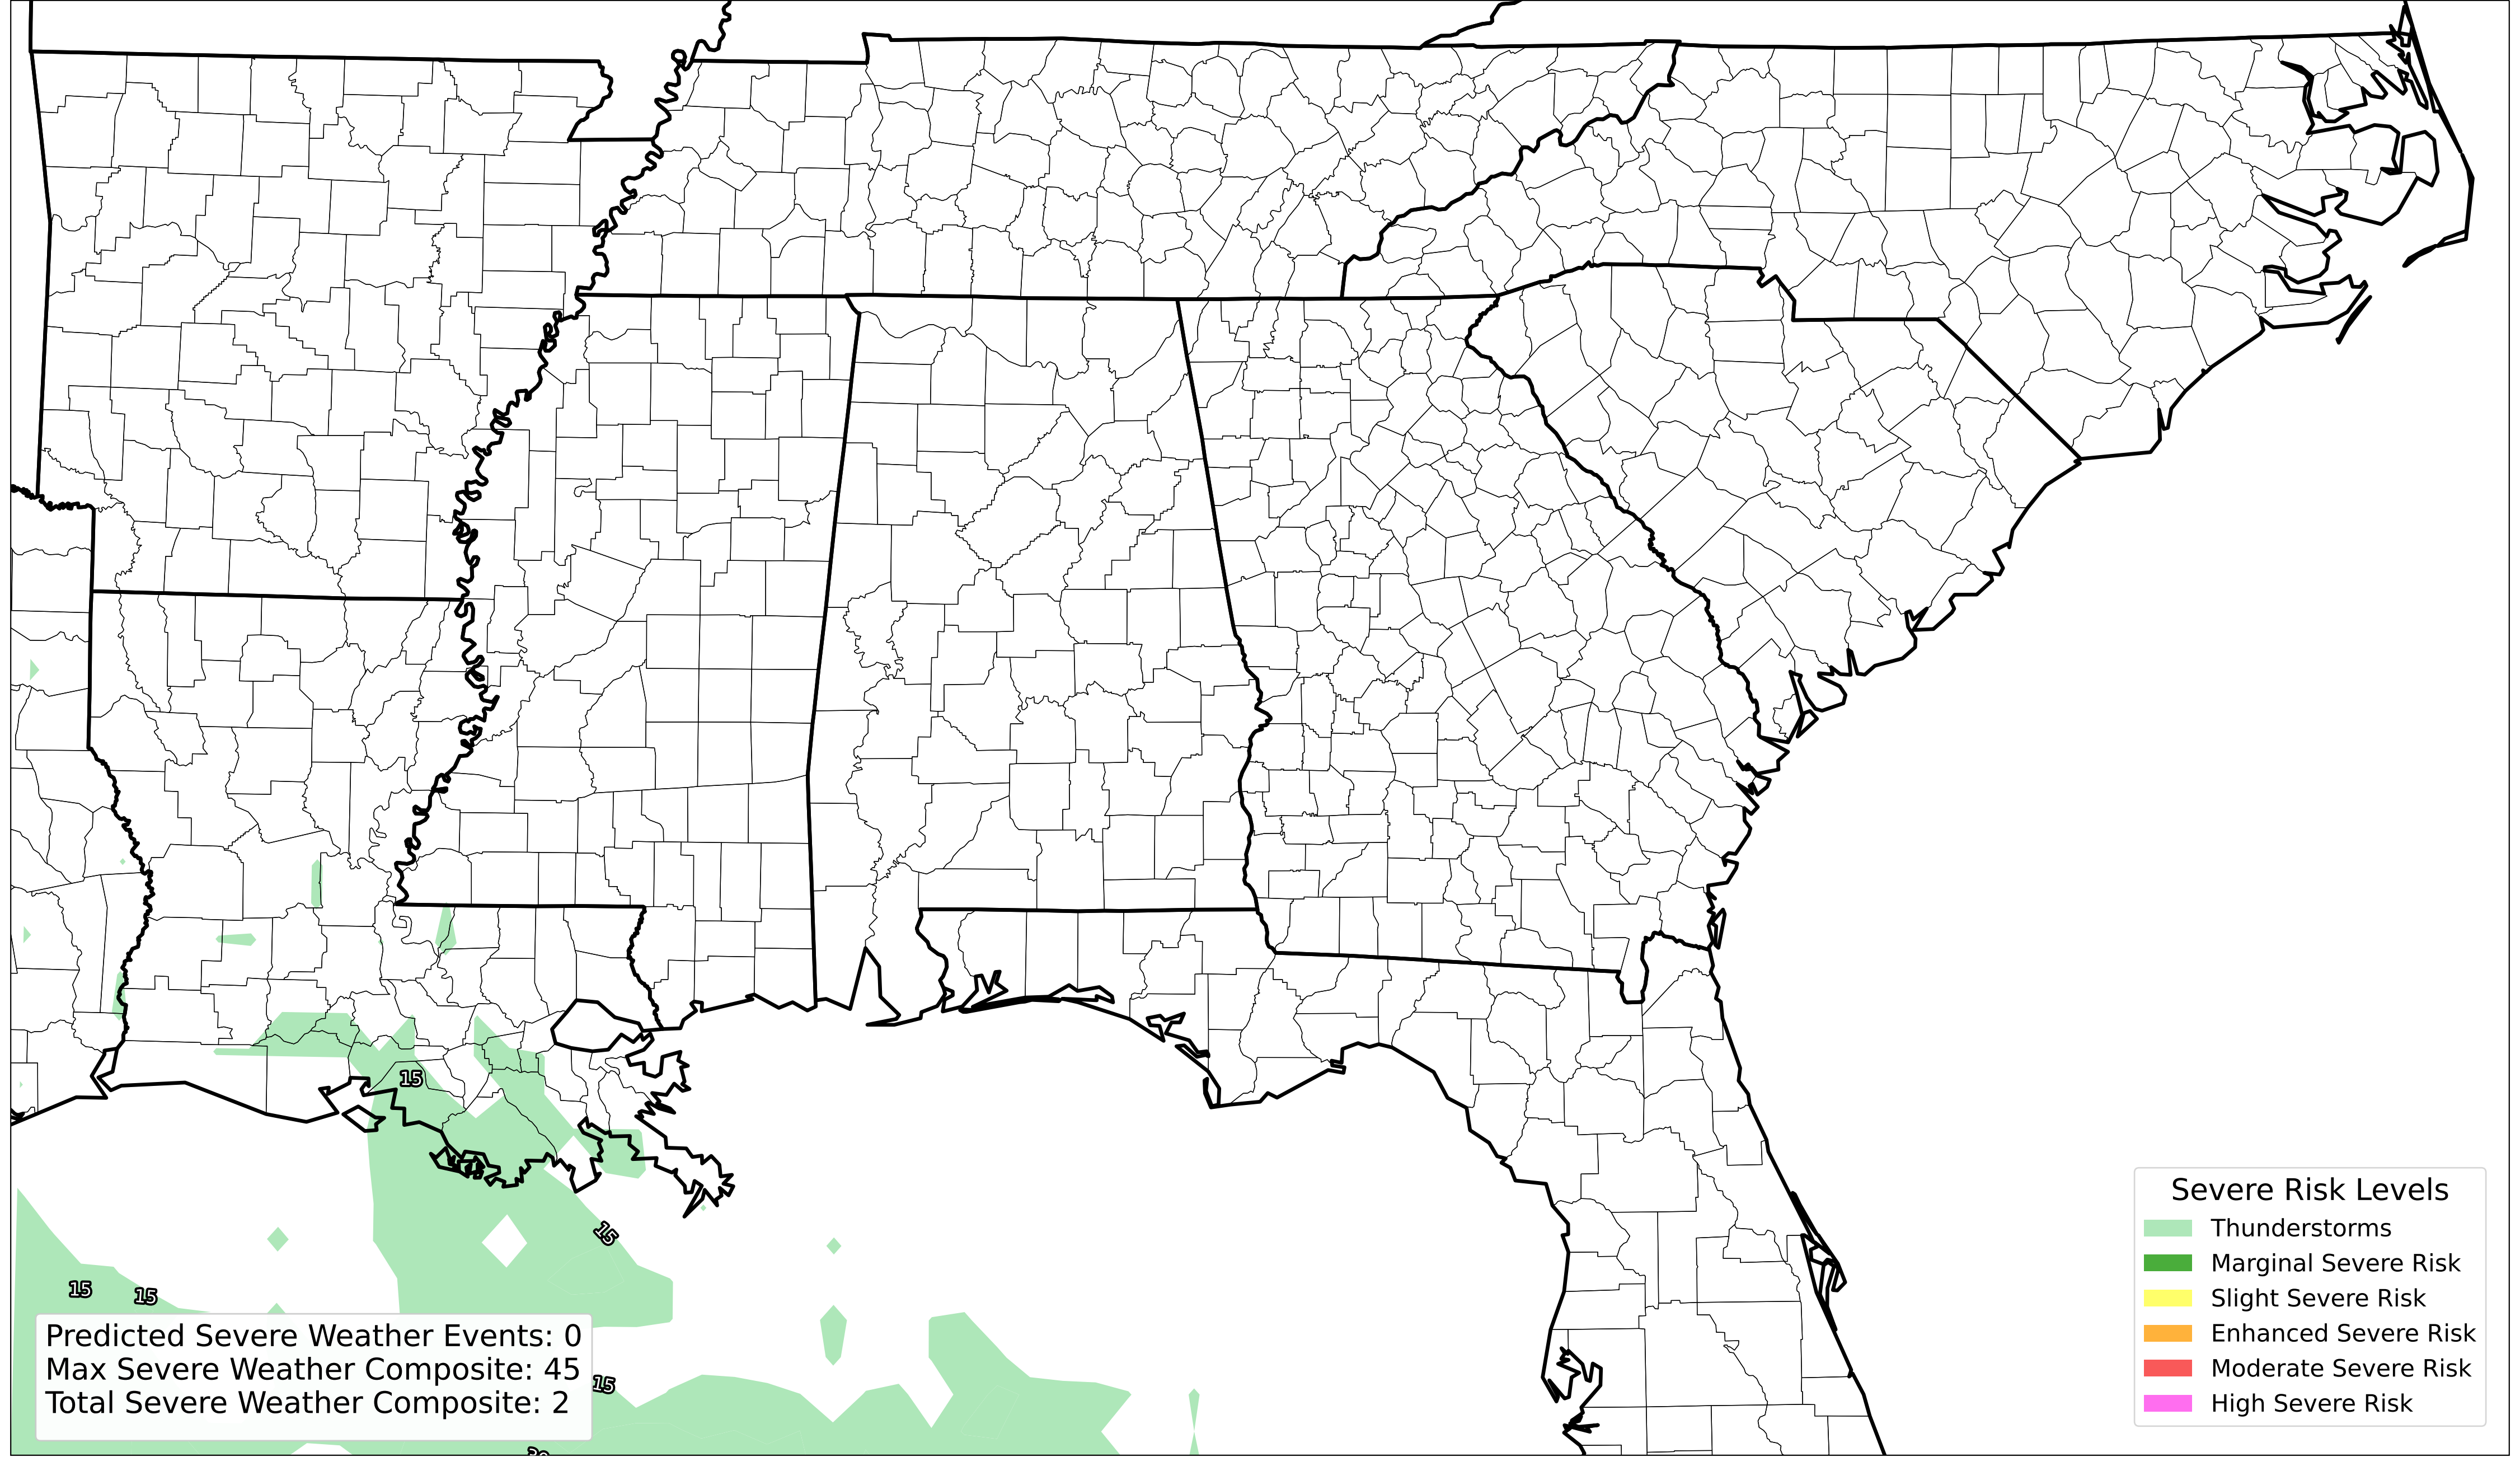 15
15
15
15
15
Predicted Severe Weather Events: 0
Max Severe Weather Composite: 45
Total Severe Weather Composite: 2
Severe Risk Levels
Thunderstorms
Marginal Severe Risk
Slight Severe Risk
Enhanced Severe Risk
Moderate Severe Risk
High Severe Risk